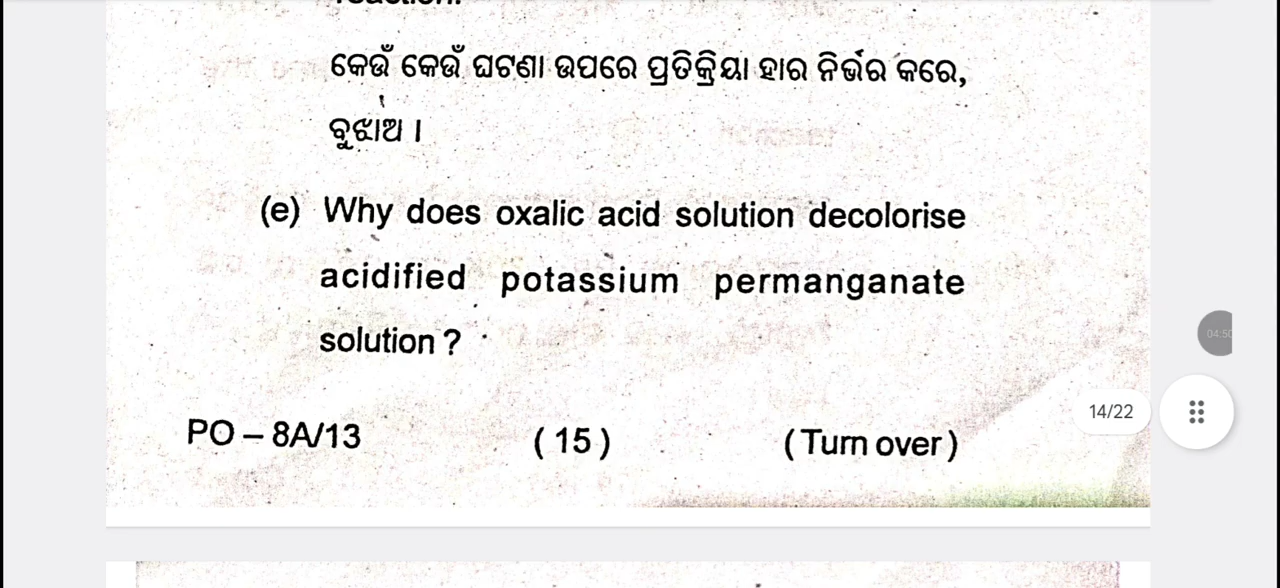 କେଉଁ କେଉଁ ଘଟଣା ଉପରେ ପ୍ରତିକ୍ରିୟା ହାର ନିର୍ଭର କରେ,
ବୁଝାଅ ।
(e) Why does oxalic acid solution decolorise
acidified potassium permanganate
solution ?
14/22
PO – 8A/13 (15) (Turn over)